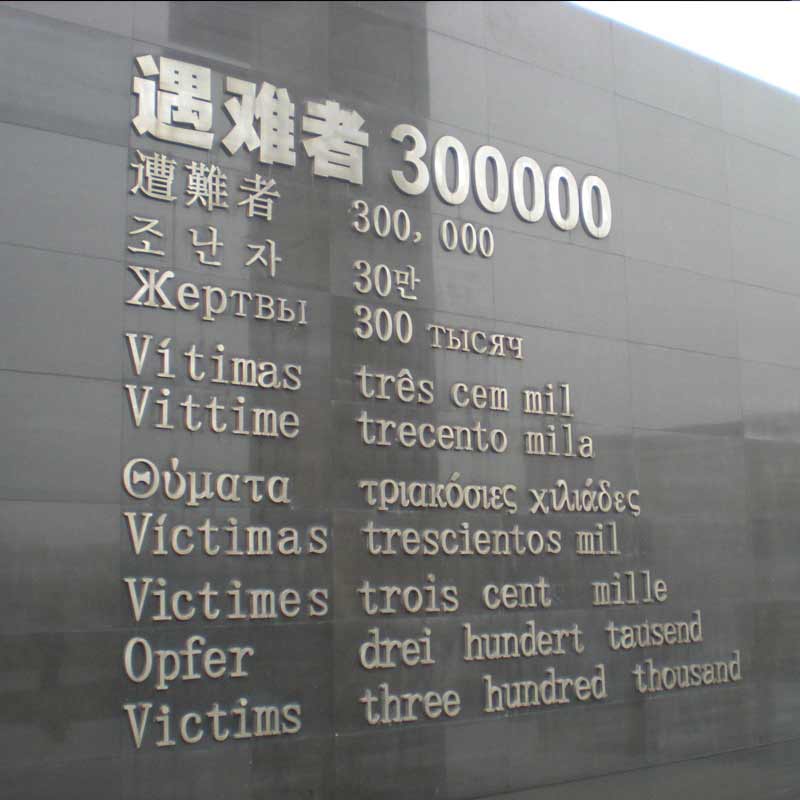 遇难者 300000
遭難者 300, 000
조난자 30만
Жертвы 300 тысяч
Vítimas três cem mil
Vittime trecento mila
Θύματα τριακόσιες χιλιάδες
Víctimas trescientos mil
Victimes trois cent mille
Opfer drei hundert tausend
Victims three hundred thousand